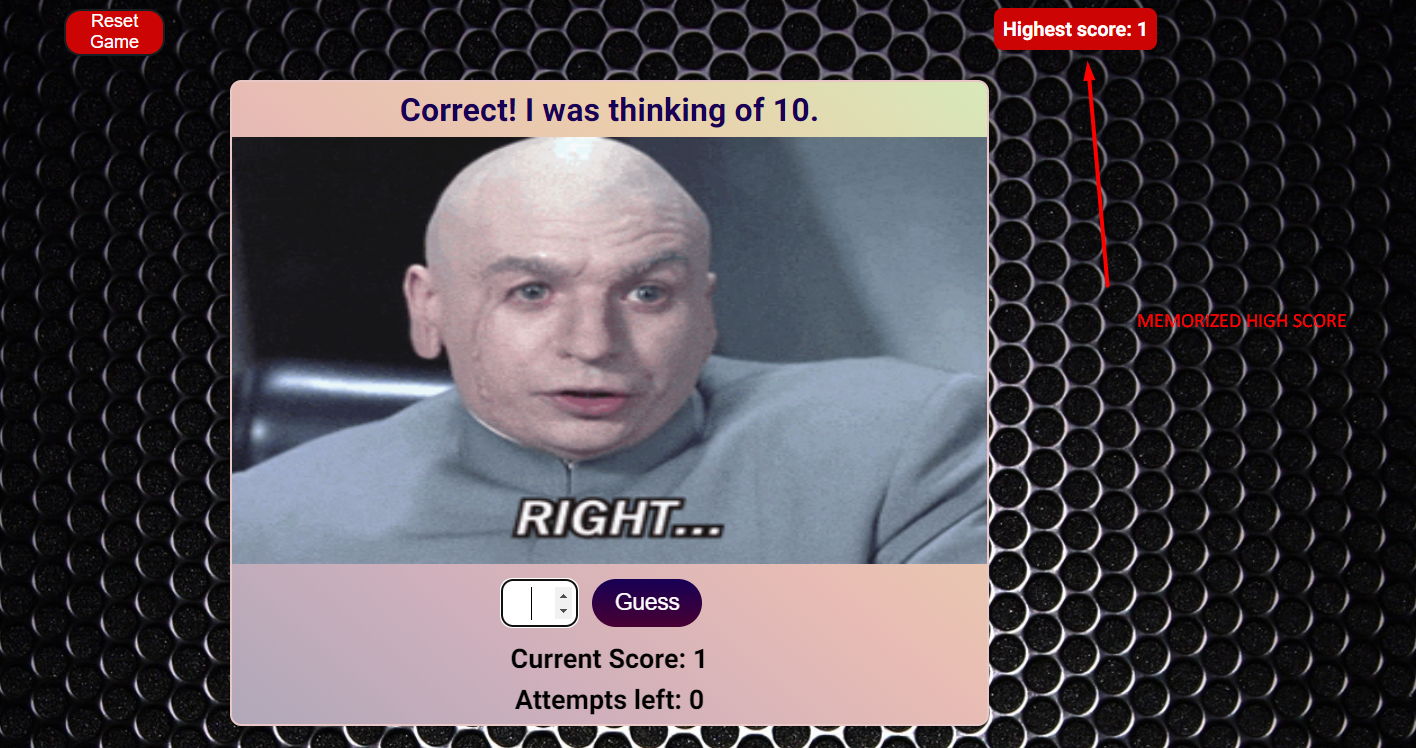 Reset
Game
Highest score: 1
Correct! I was thinking of 10.
MEMORIZED HIGH SCORE
RIGHT...
Guess
Current Score: 1
Attempts left: 0